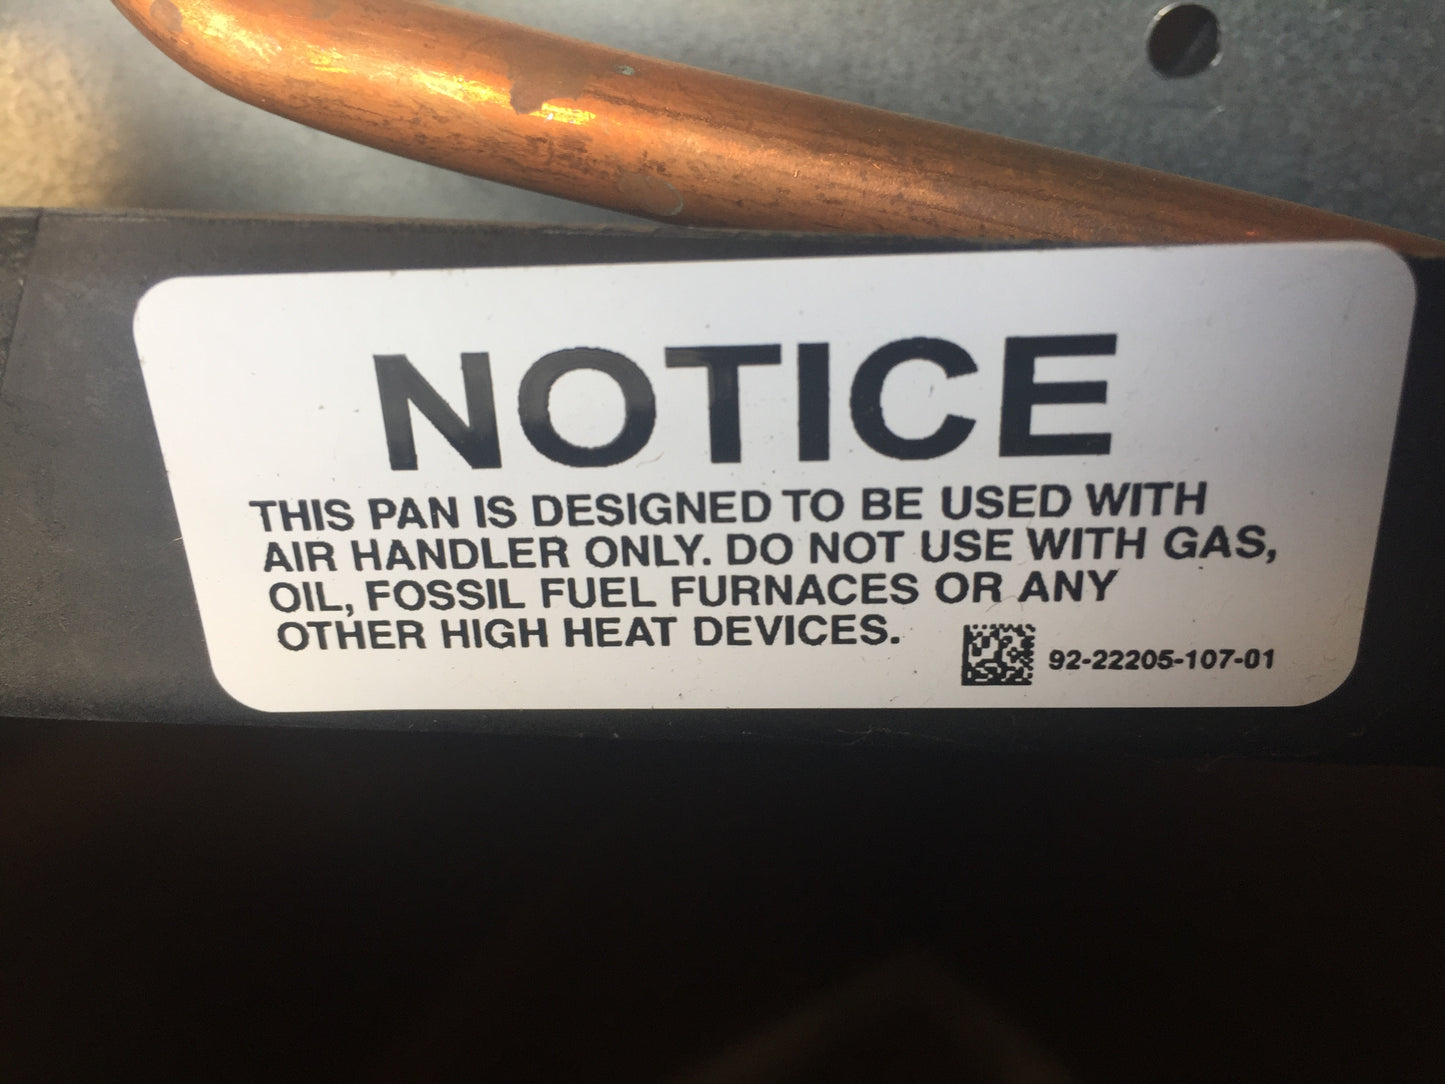 NOTICE
THIS PAN IS DESIGNED TO BE USED WITH
AIR HANDLER ONLY. DO NOT USE WITH GAS,
OIL, FOSSIL FUEL FURNACES OR ANY
OTHER HIGH HEAT DEVICES.
92-22205-107-01